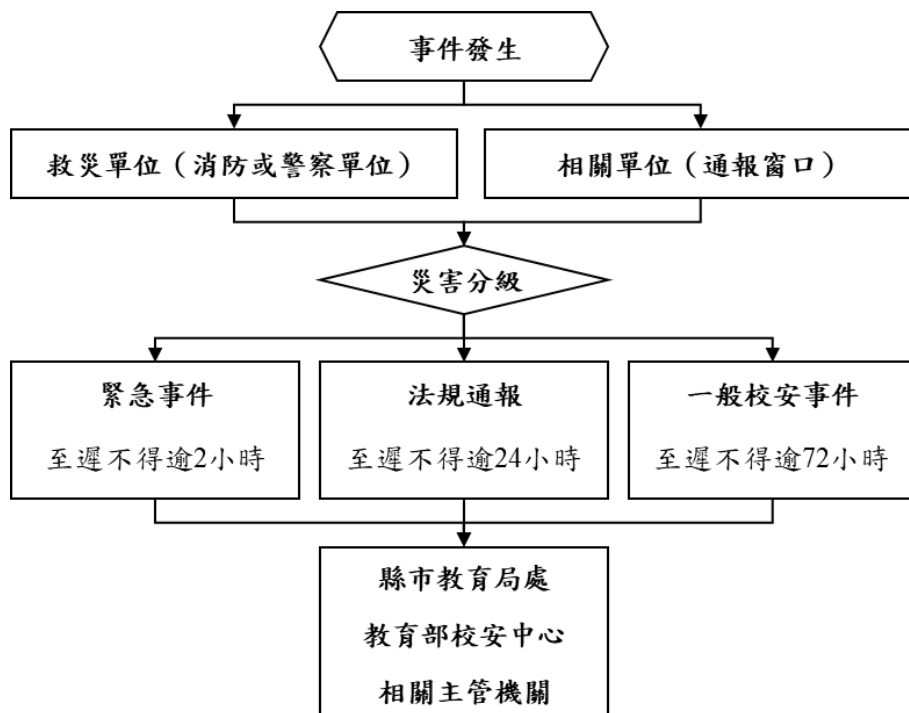 事件發生
救災單位（消防或警察單位）
相關單位（通報窗口）
災害分級
緊急事件
至遲不得逾2小時
法規通報
至遲不得逾24小時
一般校安事件
至遲不得逾72小時
縣市教育局處
教育部校安中心
相關主管機關